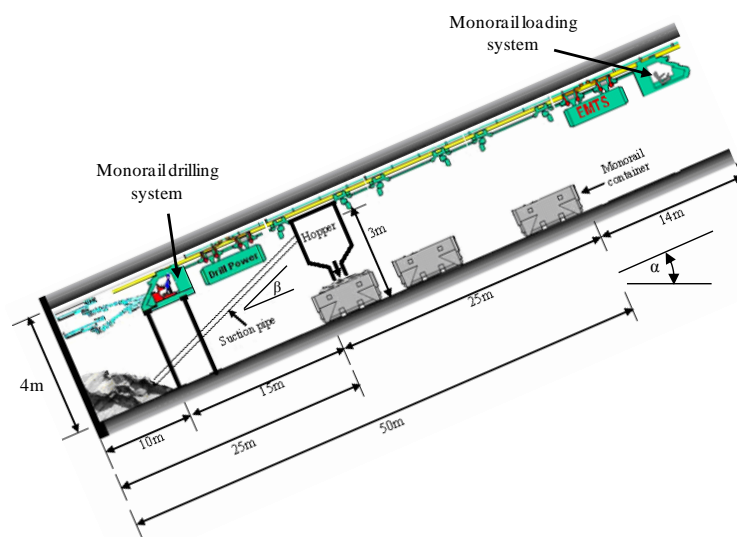 Monorail loading
system
EMTS
Monorail drilling
system
Monorail
container
Hopper
3m
14m
Drill Power
α
β
Suction pipe
25m
4m
15m
10m
50m
25m